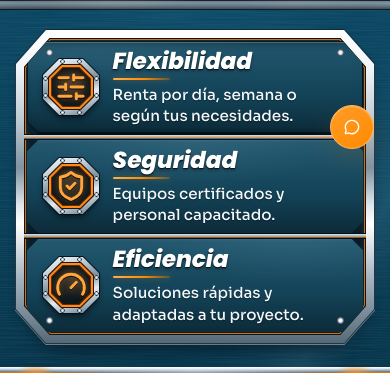 Flexibilidad
Renta por día, semana o
según tus necesidades.
Seguridad
Equipos certificados y
personal capacitado.
Eficiencia
Soluciones rápidas y
adaptadas a tu proyecto.